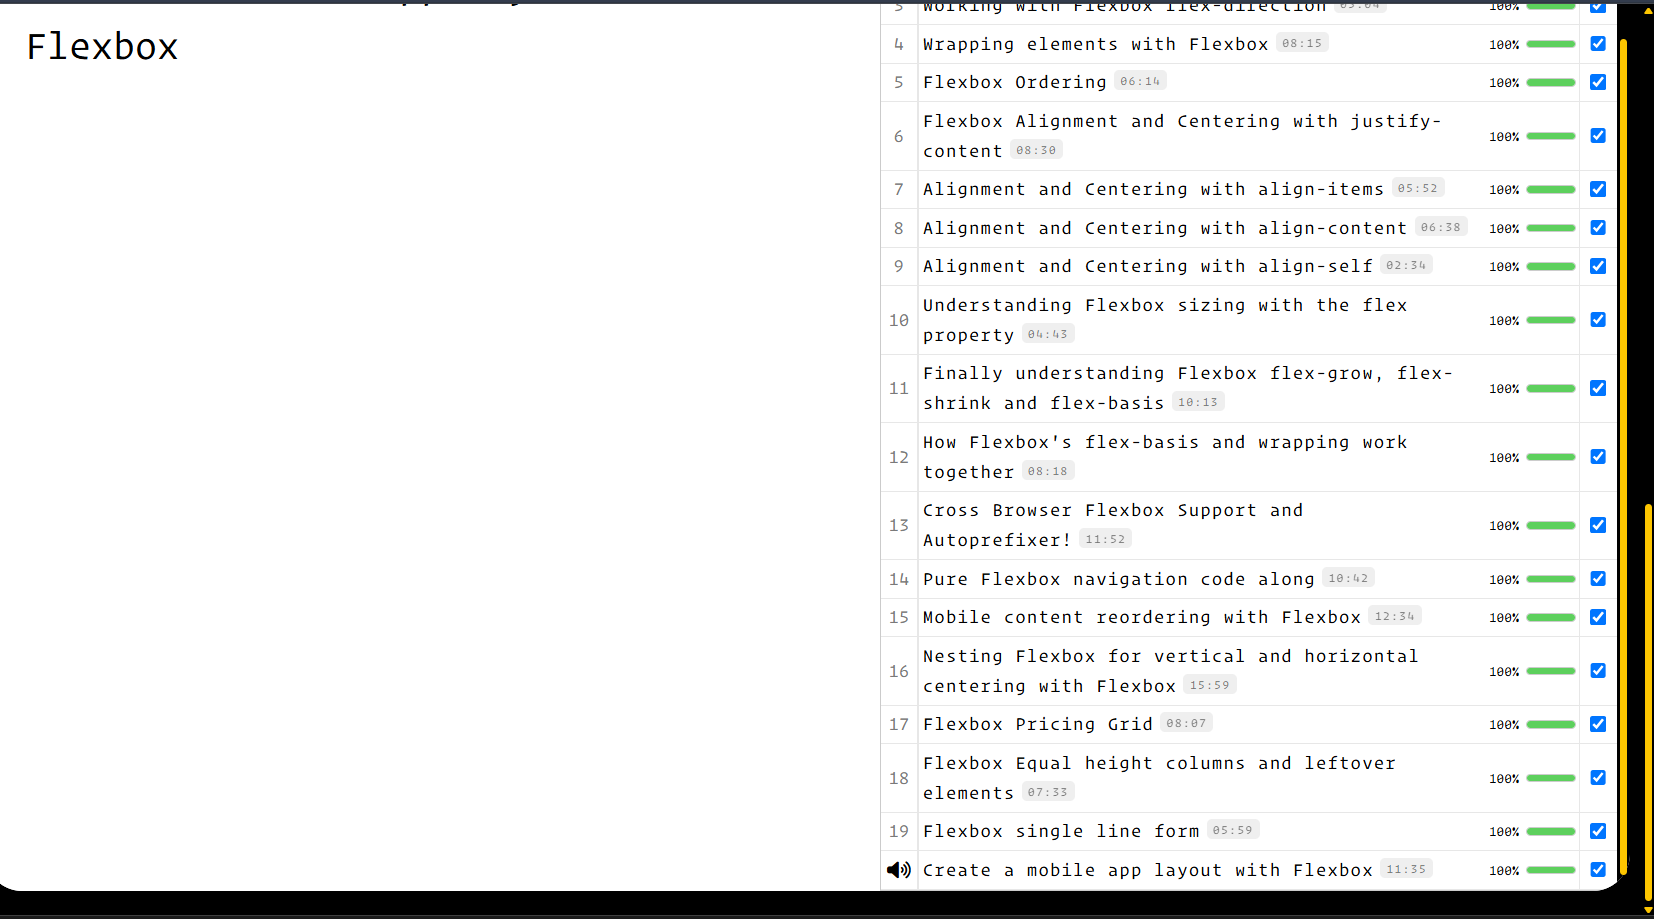 Flexbox
3 Working with Flexbox flex-direction 100%
4 Wrapping elements with Flexbox 08:15 100%
5 Flexbox Ordering 06:14 100%
6 Flexbox Alignment and Centering with justify-
content 08:30 100%
7 Alignment and Centering with align-items 05:52 100%
8 Alignment and Centering with align-content 06:38 100%
9 Alignment and Centering with align-self 02:34 100%
10 Understanding Flexbox sizing with the flex
property 04:43 100%
11 Finally understanding Flexbox flex-grow, flex-
shrink and flex-basis 10:13 100%
12 How Flexbox's flex-basis and wrapping work
together 08:18 100%
13 Cross Browser Flexbox Support and
Autoprefixer! 11:52 100%
14 Pure Flexbox navigation code along 10:42 100%
15 Mobile content reordering with Flexbox 12:34 100%
16 Nesting Flexbox for vertical and horizontal
centering with Flexbox 15:59 100%
17 Flexbox Pricing Grid 08:07 100%
18 Flexbox Equal height columns and leftover
elements 07:33 100%
19 Flexbox single line form 05:59 100%
Create a mobile app layout with Flexbox 11:35 100%